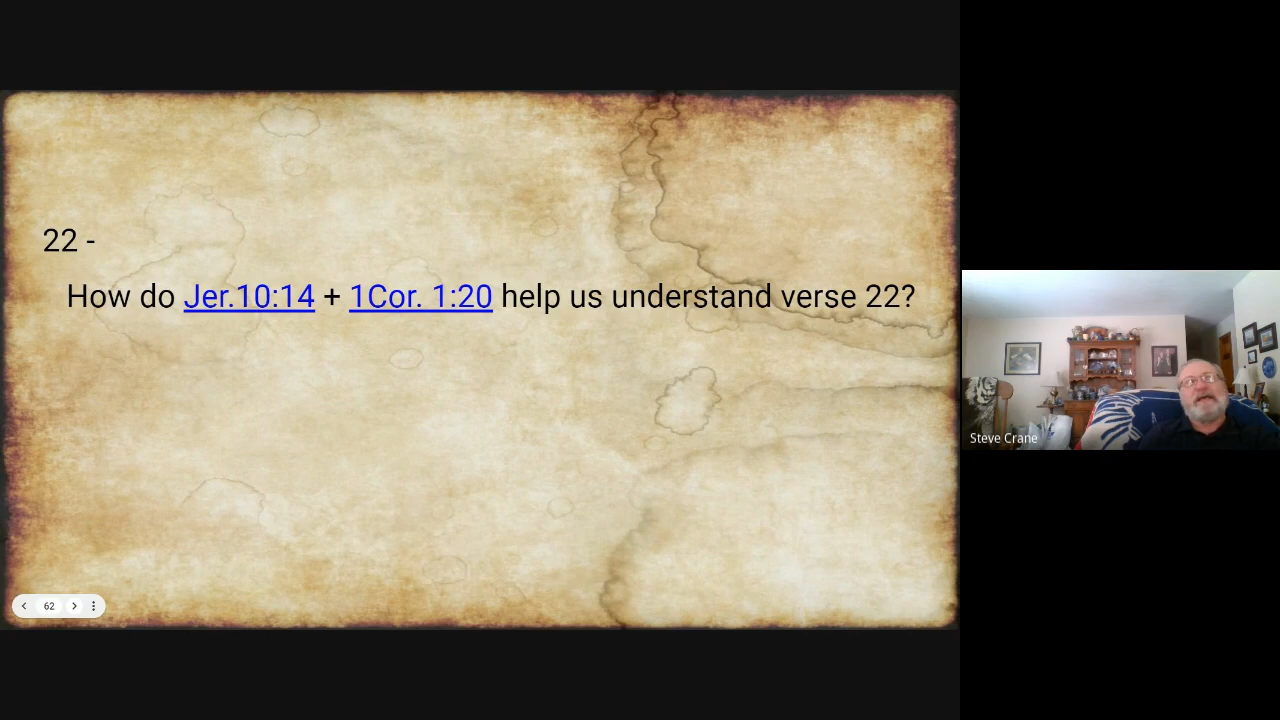 22 -
How do Jer.10:14 + 1Cor. 1:20 help us understand verse 22?
62
Steve Crane